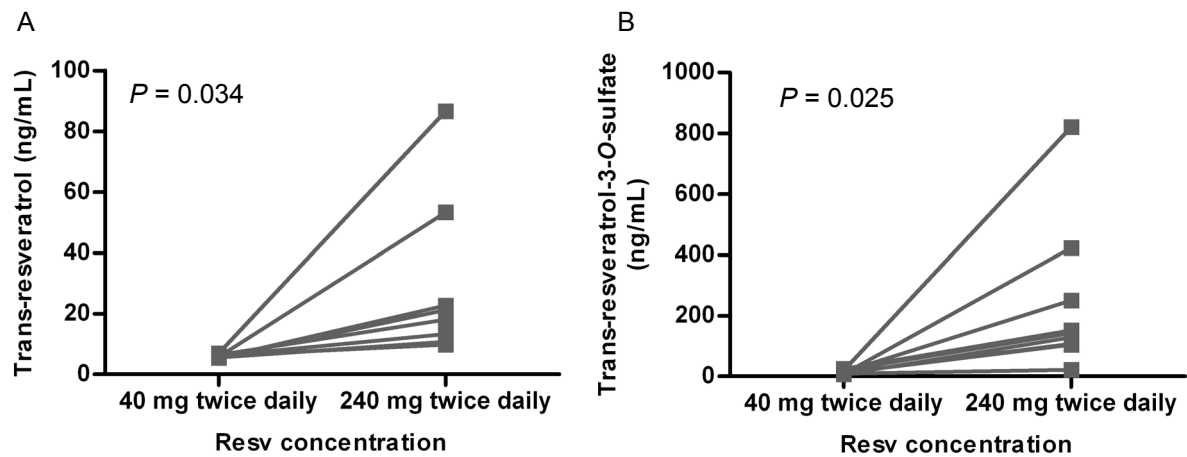 A
Trans-resveratrol (ng/mL)
100
80
60
40
20
0
P = 0.034
40 mg twice daily
240 mg twice daily
Resv concentration
B
Trans-resveratrol-3-O-sulfate
(ng/mL)
1000
800
600
400
200
0
P = 0.025
40 mg twice daily
240 mg twice daily
Resv concentration